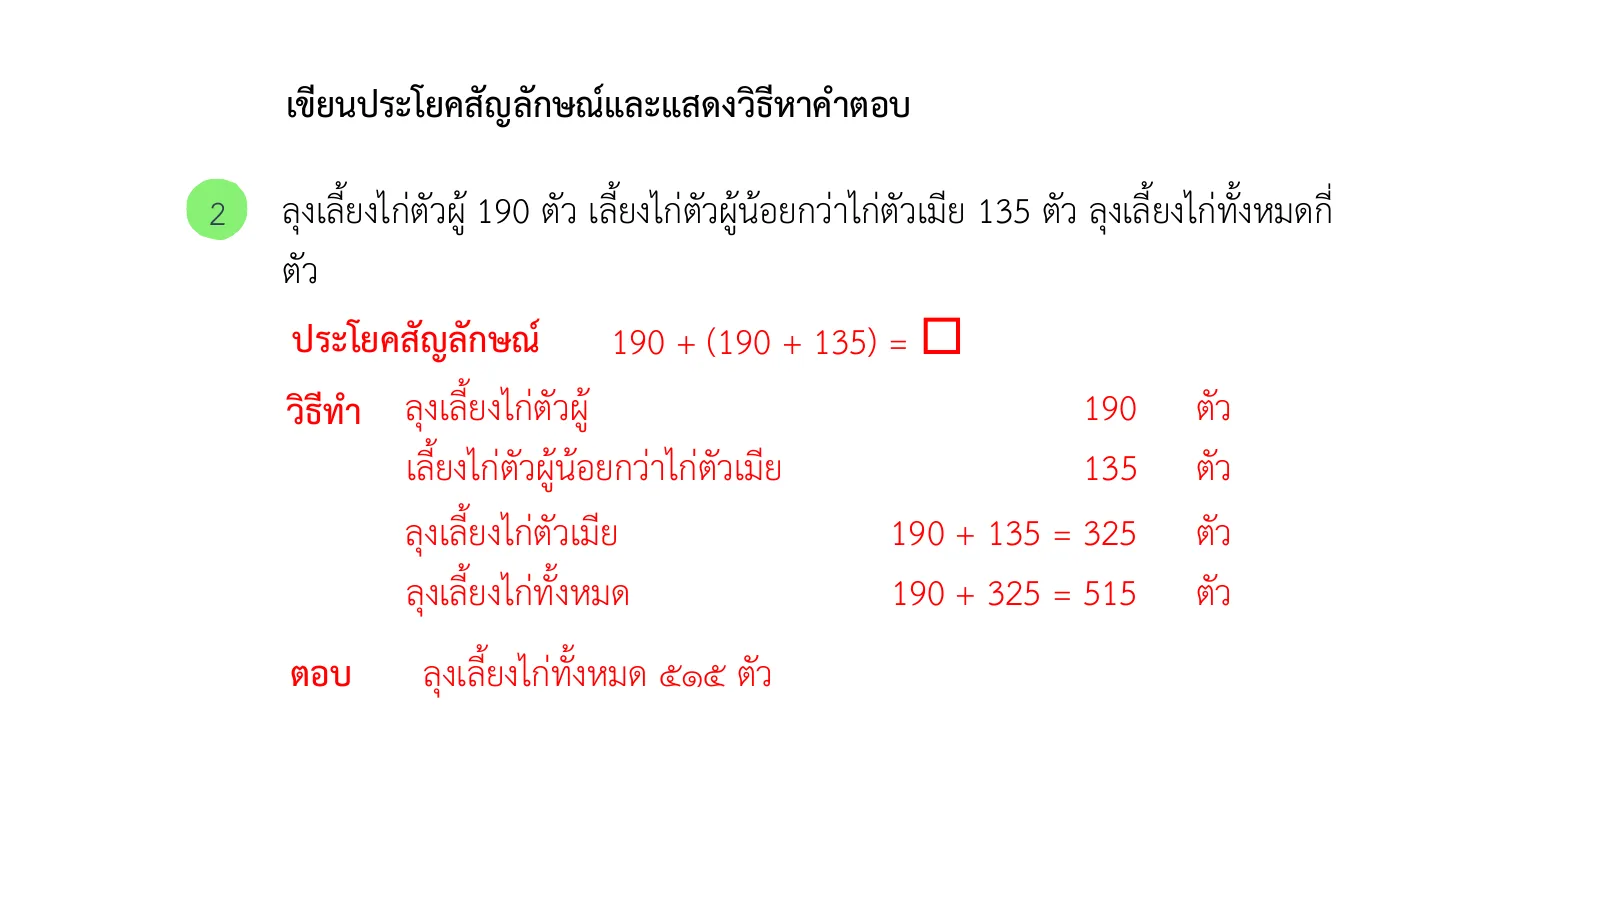 เขียนประโยคสัญลักษณ์และแสดงวิธีหาคำตอบ
2 ลุงเลี้ยงไก่ตัวผู้ 190 ตัว เลี้ยงไก่ตัวผู้น้อยกว่าไก่ตัวเมีย 135 ตัว ลุงเลี้ยงไก่ทั้งหมดกี่
ตัว
ประโยคสัญลักษณ์ 190 + (190 + 135) = □
วิธีทำ ลุงเลี้ยงไก่ตัวผู้ 190 ตัว
เลี้ยงไก่ตัวผู้น้อยกว่าไก่ตัวเมีย 135 ตัว
ลุงเลี้ยงไก่ตัวเมีย 190 + 135 = 325 ตัว
ลุงเลี้ยงไก่ทั้งหมด 190 + 325 = 515 ตัว
ตอบ ลุงเลี้ยงไก่ทั้งหมด ๕๑๕ ตัว